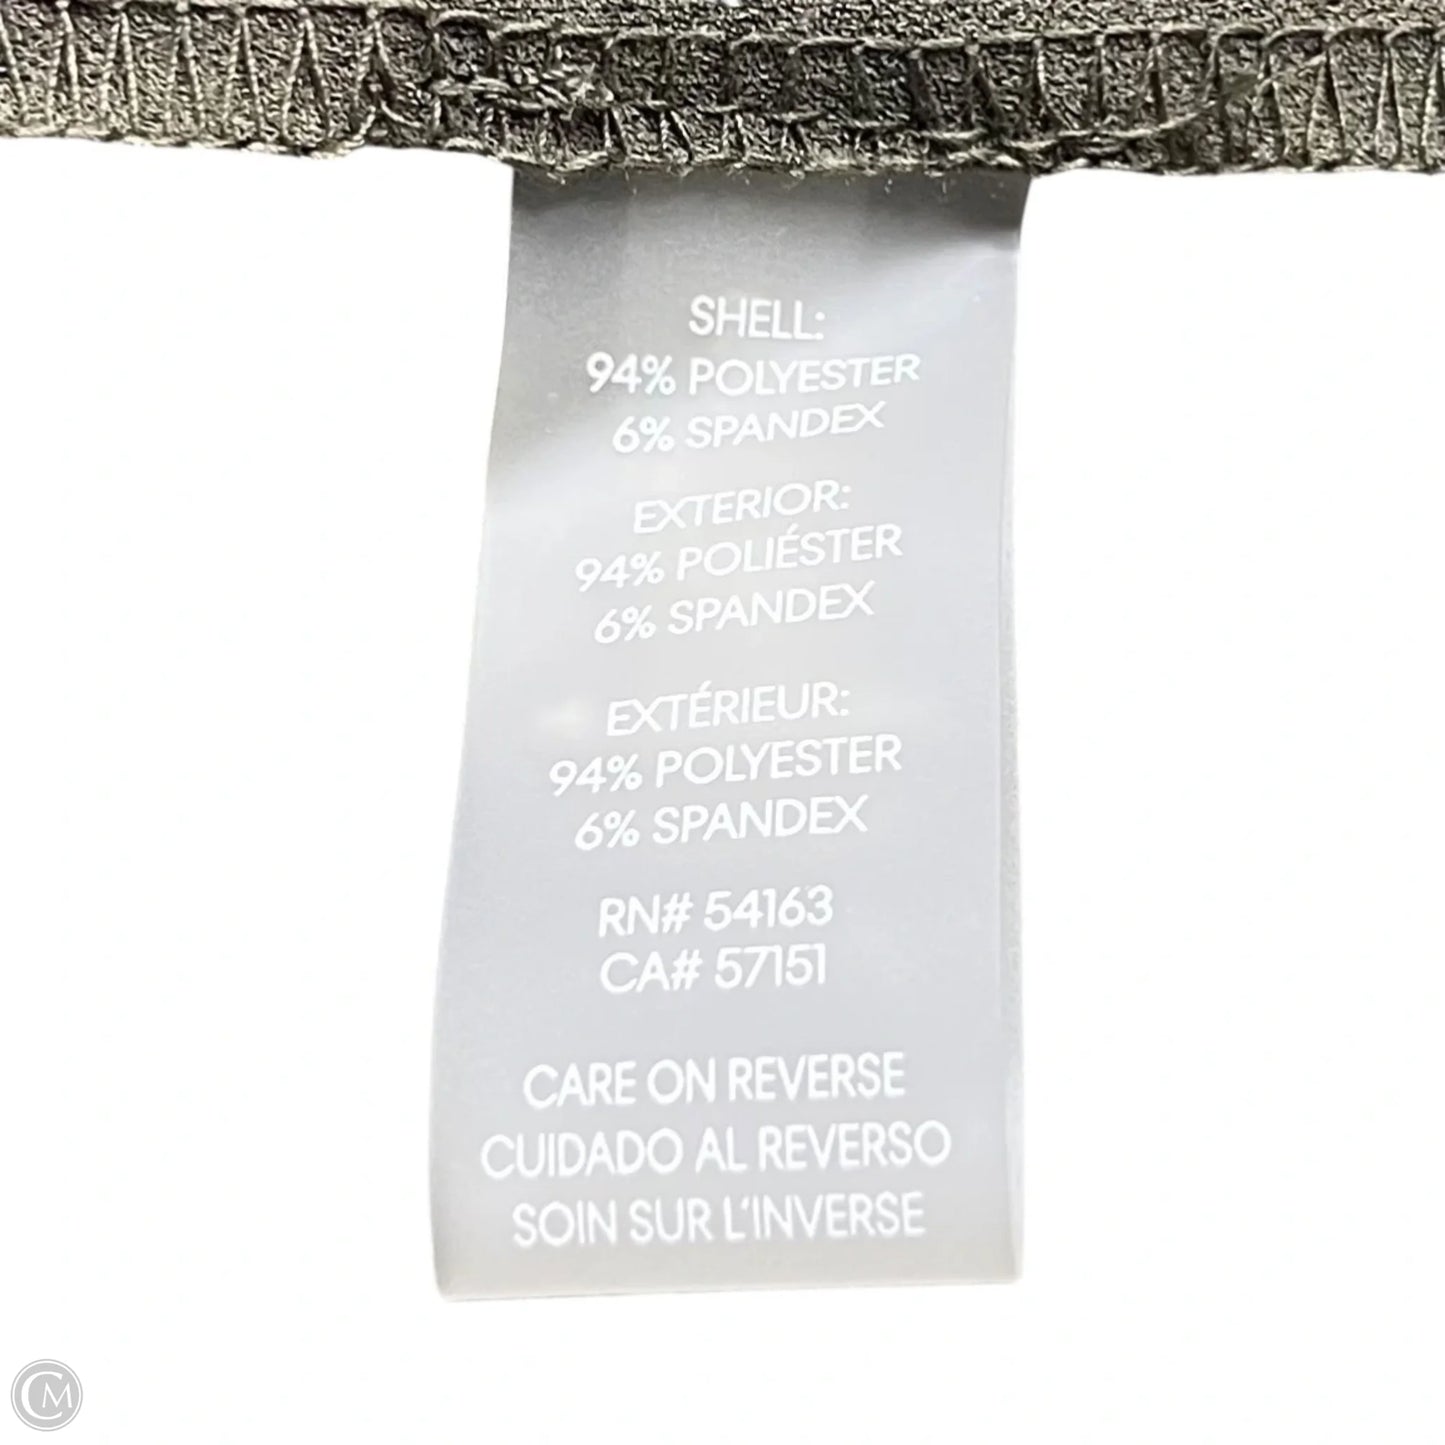 SHELL:
94% POLYESTER
6% SPANDEX
EXTERIOR:
94% POLIÉSTER
6% SPANDEX
EXTÉRIEUR:
94% POLYESTER
6% SPANDEX
RN# 54163
CA# 57151
CARE ON REVERSE
CUIDADO AL REVERSO
SOIN SUR L'INVERSE
CM